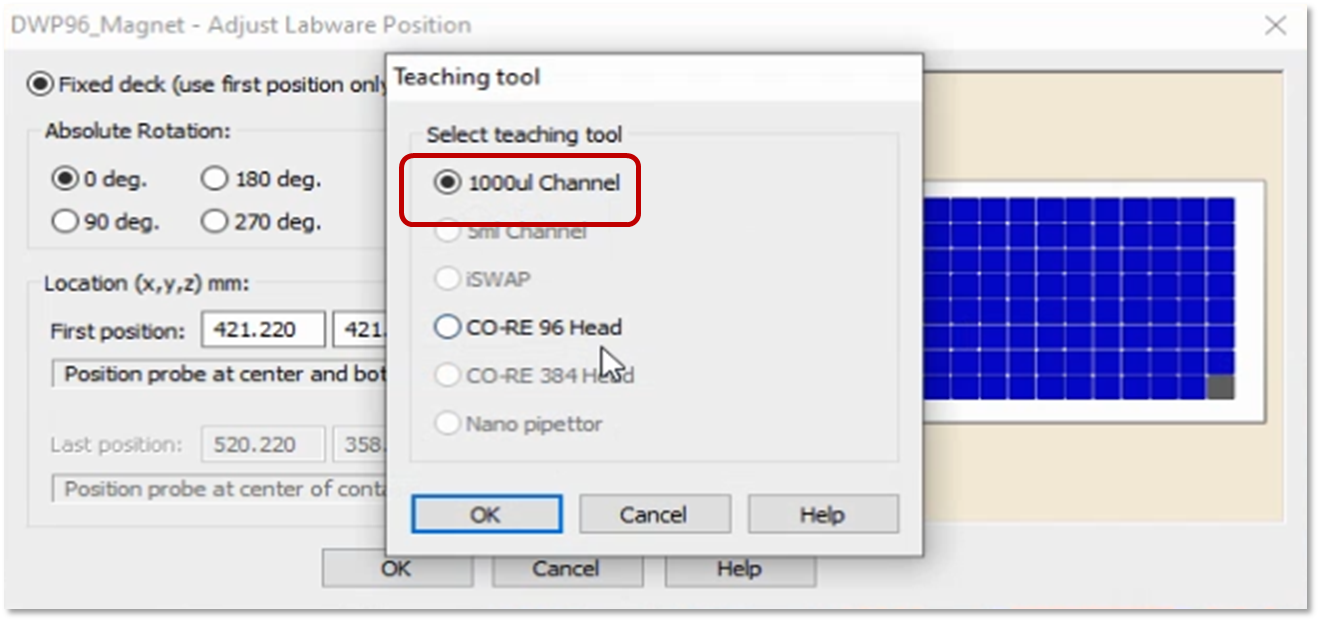 DWP96_Magnet - Adjust Labware Position
Teaching tool
Fixed deck (use first position only
Absolute Rotation:
0 deg.
180 deg.
90 deg.
270 deg.
Location (x,y,z) mm:
First position:
421.220
421.
Position probe at center and bot
Last position:
520.220
358.
Position probe at center of conta
OK
Cancel
Help
Select teaching tool
1000ul Channel
5ml Channel
iSWAP
CO-RE 96 Head
CO-RE 384 Head
Nano pipettor
OK
Cancel
Help